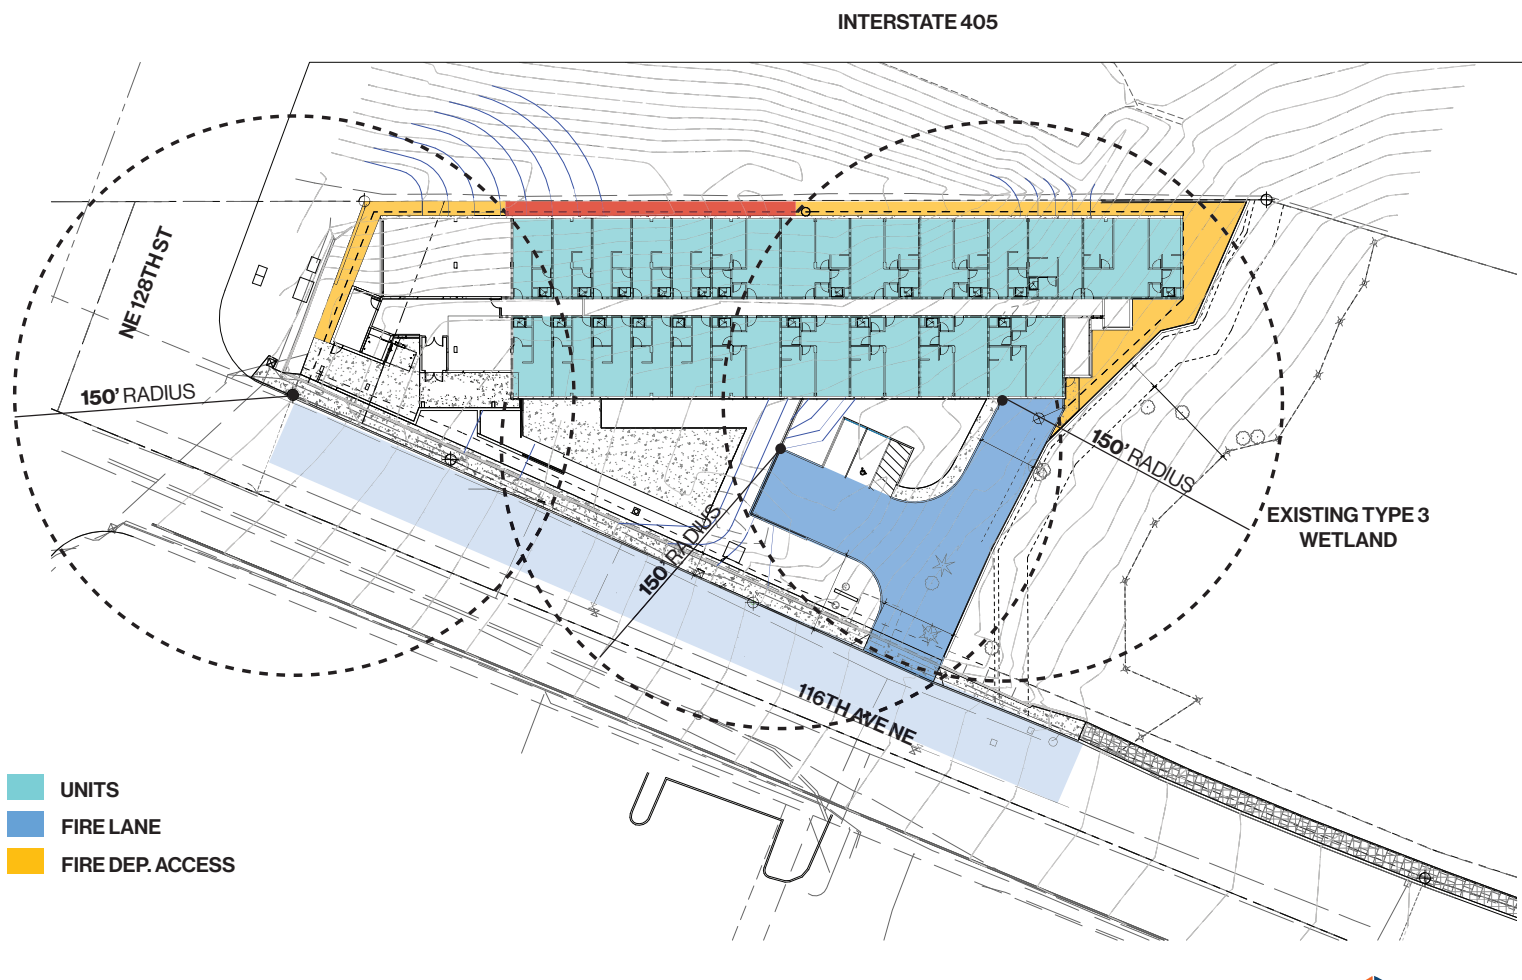 INTERSTATE 405
NE 128TH ST
150' RADIUS
150' RADIUS
150' RADIUS
EXISTING TYPE 3
WETLAND
116TH AVE NE
UNITS
FIRE LANE
FIRE DEP. ACCESS